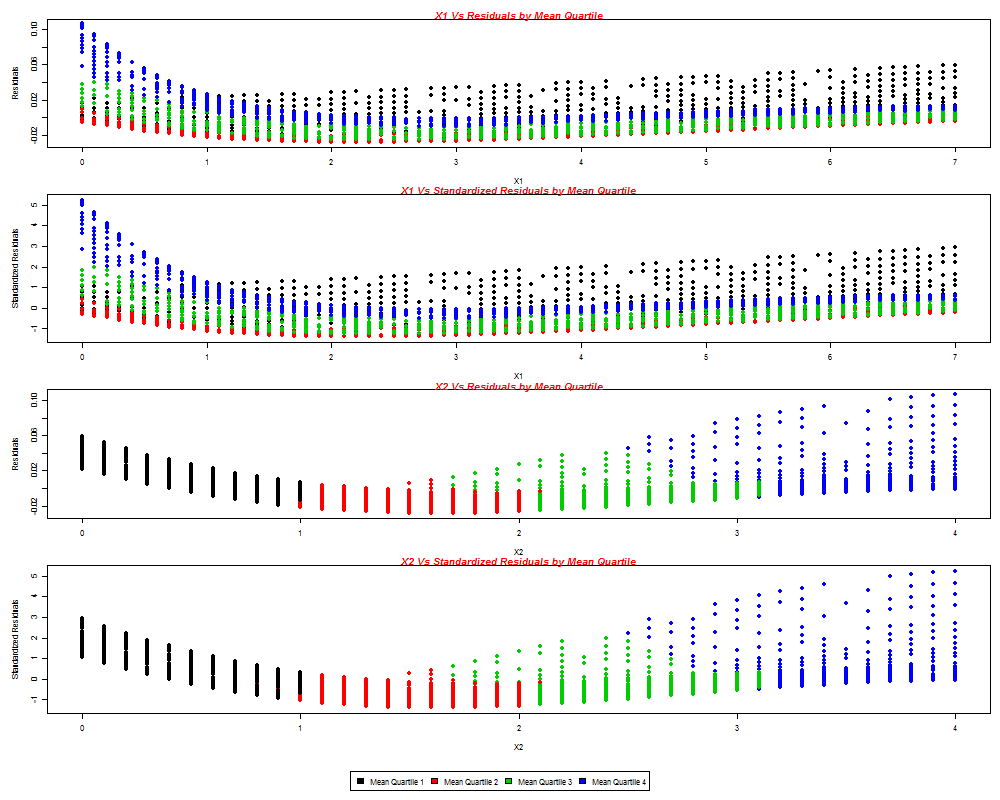 X1 Vs Residuals by Mean Quartile
Residuals
0.10
0.06
0.02
-0.02
0 1 2 3 4 5 6 7
X1
X1 Vs Standardized Residuals by Mean Quartile
Standardized Residuals
5
4
3
2
1
0
-1
0 1 2 3 4 5 6 7
X1
X2 Vs Residuals by Mean Quartile
Residuals
0.10
0.06
0.02
-0.02
0 1 2 3 4
X2
X2 Vs Standardized Residuals by Mean Quartile
Standardized Residuals
5
4
3
2
1
0
-1
0 1 2 3 4
X2
Mean Quartile 1 Mean Quartile 2 Mean Quartile 3 Mean Quartile 4